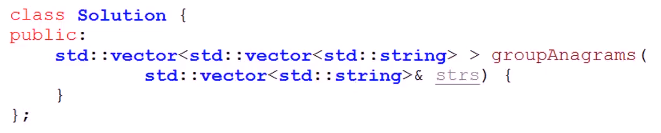 class Solution {
public:
    std::vector<std::vector<std::string> > groupAnagrams(
            std::vector<std::string>& strs) {
    }
};